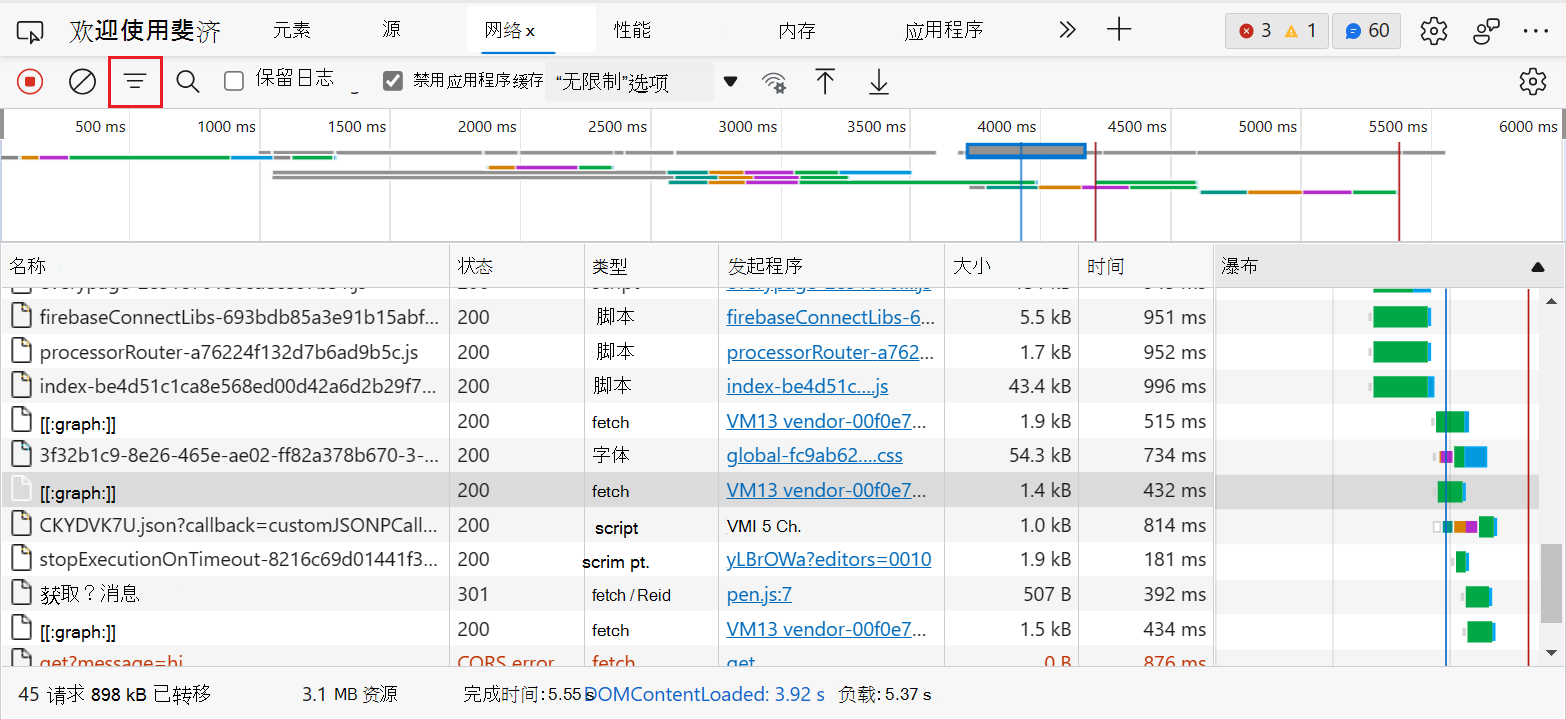 欢迎使用斐济 元素 源 网络 x 性能 内存 应用程序 3 1 60
保留日志 禁用应用程序缓存 “无限制”选项
500 ms 1000 ms 1500 ms 2000 ms 2500 ms 3000 ms 3500 ms 4000 ms 4500 ms 5000 ms 5500 ms 6000 ms
名称 状态 类型 发起程序 大小 时间 瀑布
firebaseConnectLibs-693bdb85a3e91b15abf... 200 脚本 firebaseConnectLibs-6... 5.5 kB 951 ms
processorRouter-a76224f132d7b6ad9b5c.js 200 脚本 processorRouter-a762... 1.7 kB 952 ms
index-be4d51c1ca8e568ed00d42a6d2b29f7... 200 脚本 index-be4d51c....js 43.4 kB 996 ms
[[:graph:]] 200 fetch VM13 vendor-00f0e7... 1.9 kB 515 ms
3f32b1c9-8e26-465e-ae02-ff82a378b670-3-... 200 字体 global-fc9ab62....css 54.3 kB 734 ms
[[:graph:]] 200 fetch VM13 vendor-00f0e7... 1.4 kB 432 ms
CKYDVK7U.json?callback=customJSONPCall... 200 script VMI 5 Ch. 1.0 kB 814 ms
stopExecutionOnTimeout-8216c69d01441f3... 200 scrim pt. yLBrOWa?editors=0010 1.9 kB 181 ms
获取？消息 301 fetch / Reid pen.js:7 507 B 392 ms
[[:graph:]] 200 fetch VM13 vendor-00f0e7... 1.5 kB 434 ms
get?message=hi CORS error fetch get 0 B 876 ms
45 请求 898 kB 已转移 3.1 MB 资源 完成时间: 5.55 s DOMContentLoaded: 3.92 s 负载: 5.37 s